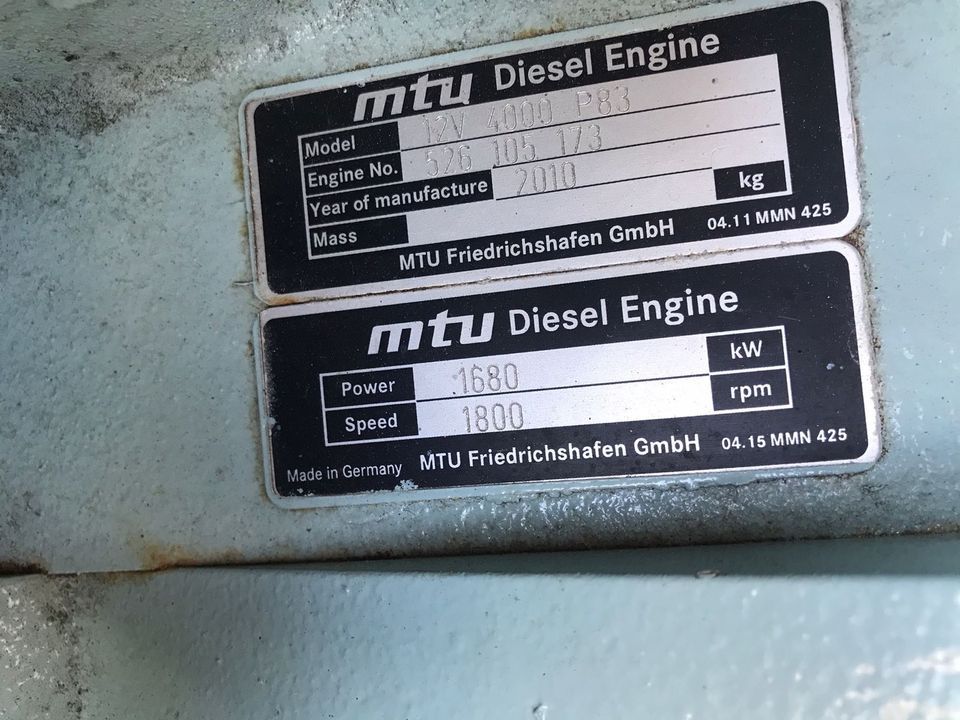 mtu Diesel Engine
Model 12V 4000 P83
Engine No. 526 105 173
Year of manufacture 2010
Mass kg
MTU Friedrichshafen GmbH 04.11 MMN 425
mtu Diesel Engine
Power 1680 kW
Speed 1800 rpm
Made in Germany MTU Friedrichshafen GmbH 04.15 MMN 425